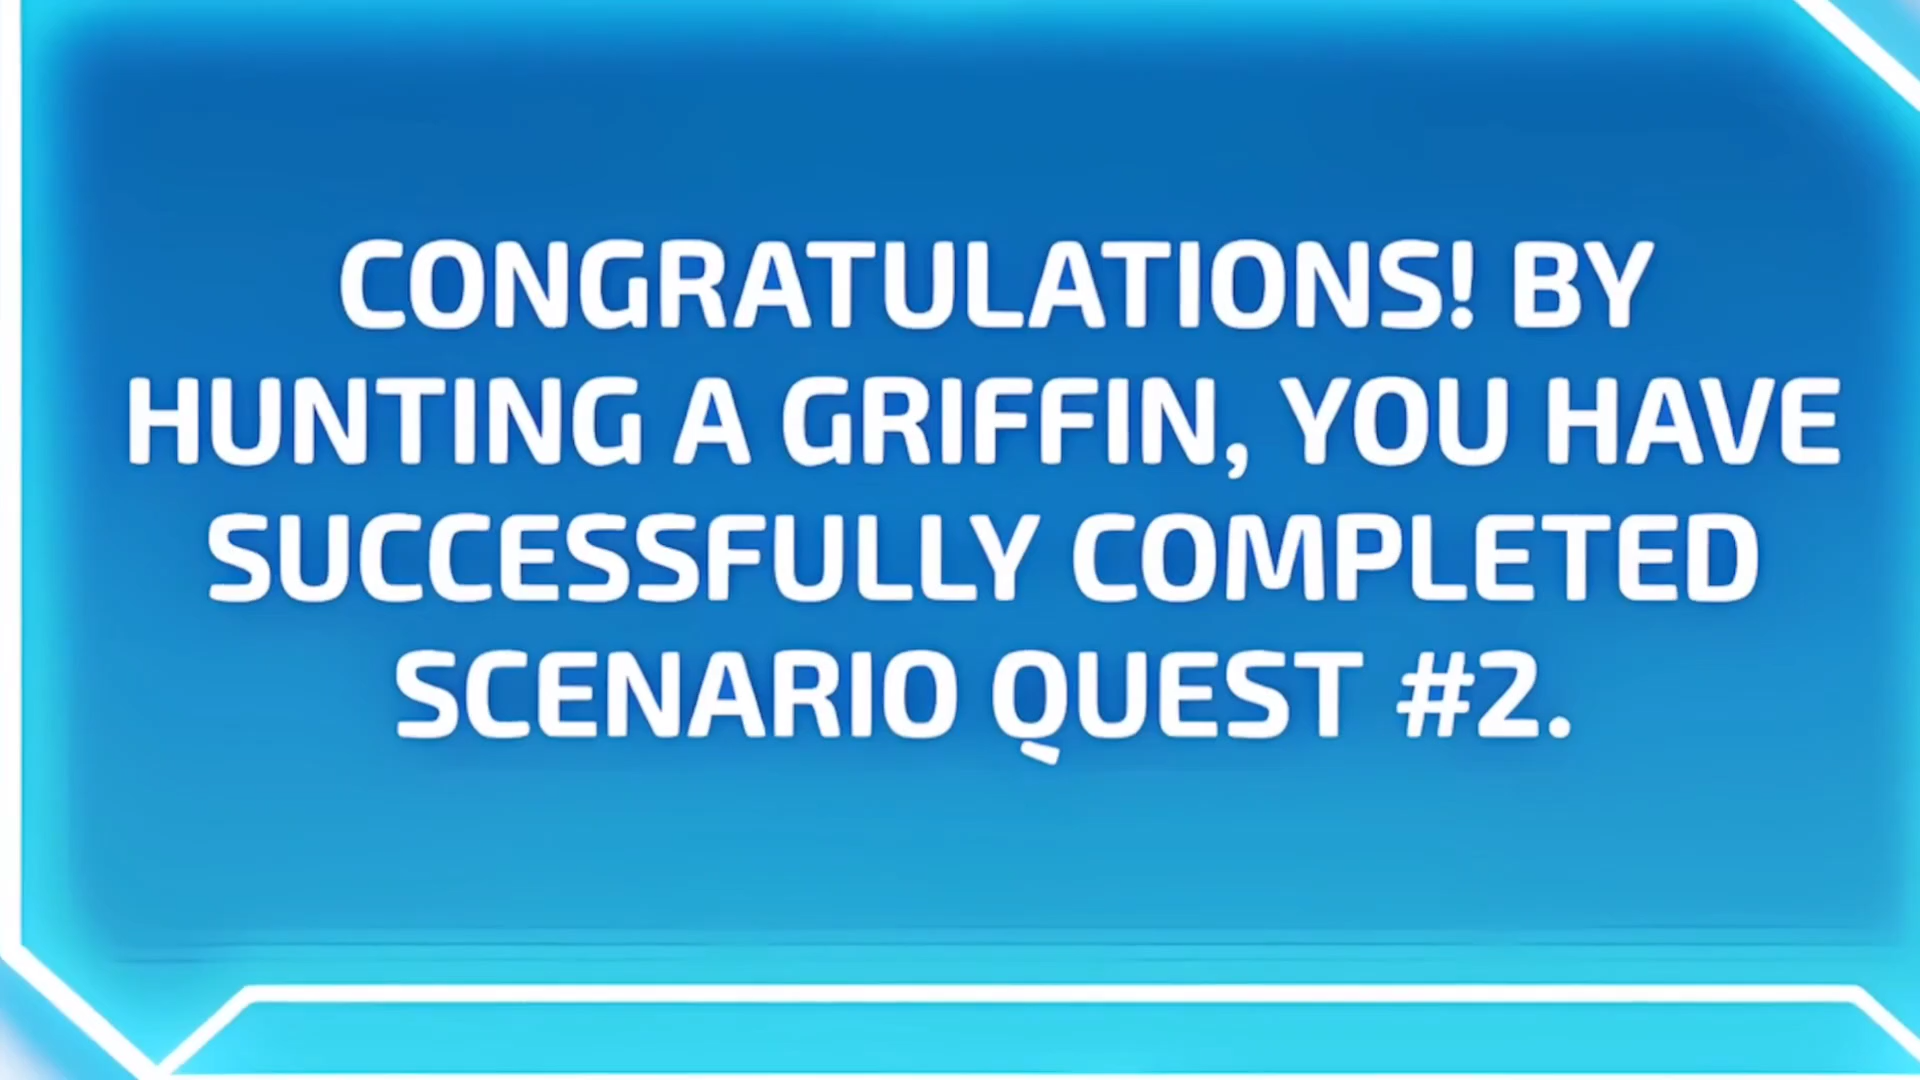 CONGRATULATIONS! BY
HUNTING A GRIFFIN, YOU HAVE
SUCCESSFULLY COMPLETED
SCENARIO QUEST #2.